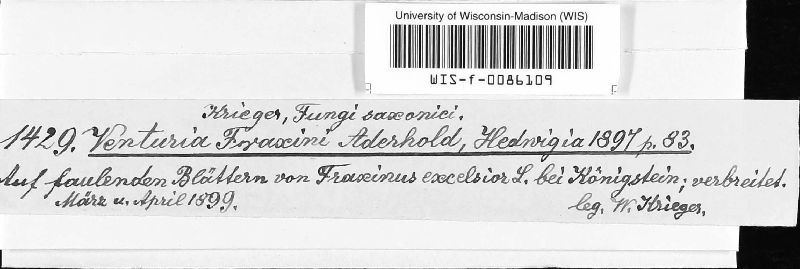 University of Wisconsin-Madison (WIS)
WIS-f-0086109
Krieger, Fungi saxonici.
1429. Venturia Fraxini Aderhold, Hedwigia 1897 p. 83.
Auf faulenden Blättern von Fraxinus excelsior L. bei Königstein; verbreitet.
März u. April 1899.
leg. W. Krieger.